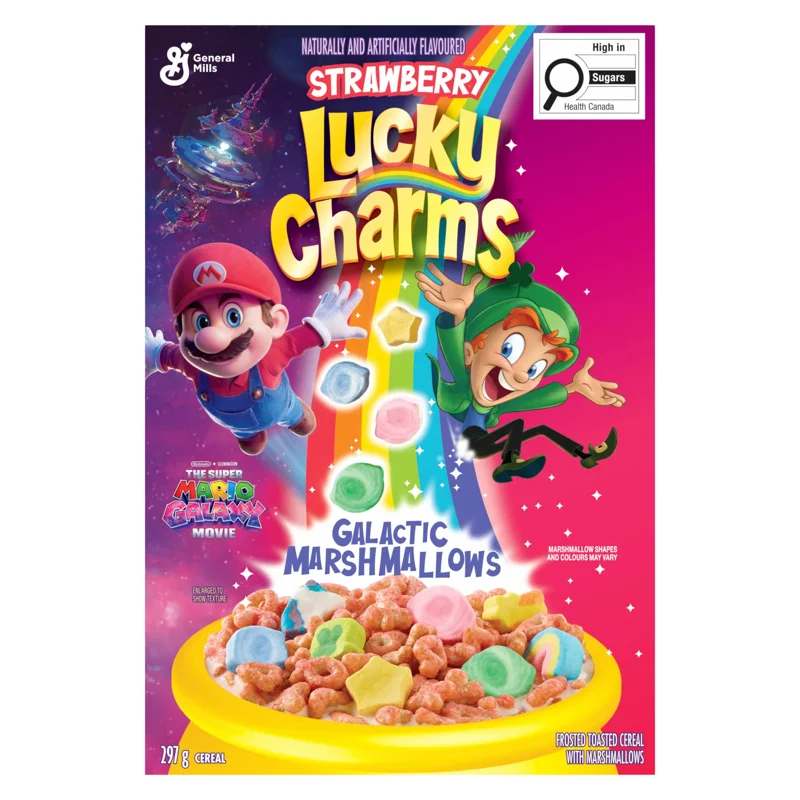 General
Mills
NATURALLY AND ARTIFICIALLY FLAVOURED
STRAWBERRY
Lucky
Charms
High in
Sugars
Health Canada
M
THE SUPER
MARIO
GALAXY
MOVIE
GALACTIC
MARSHMALLOWS
MARSHMALLOW SHAPES
AND COLOURS MAY VARY
ENLARGED TO
SHOW TEXTURE
297 g CEREAL
FROSTED TOASTED CEREAL
WITH MARSHMALLOWS